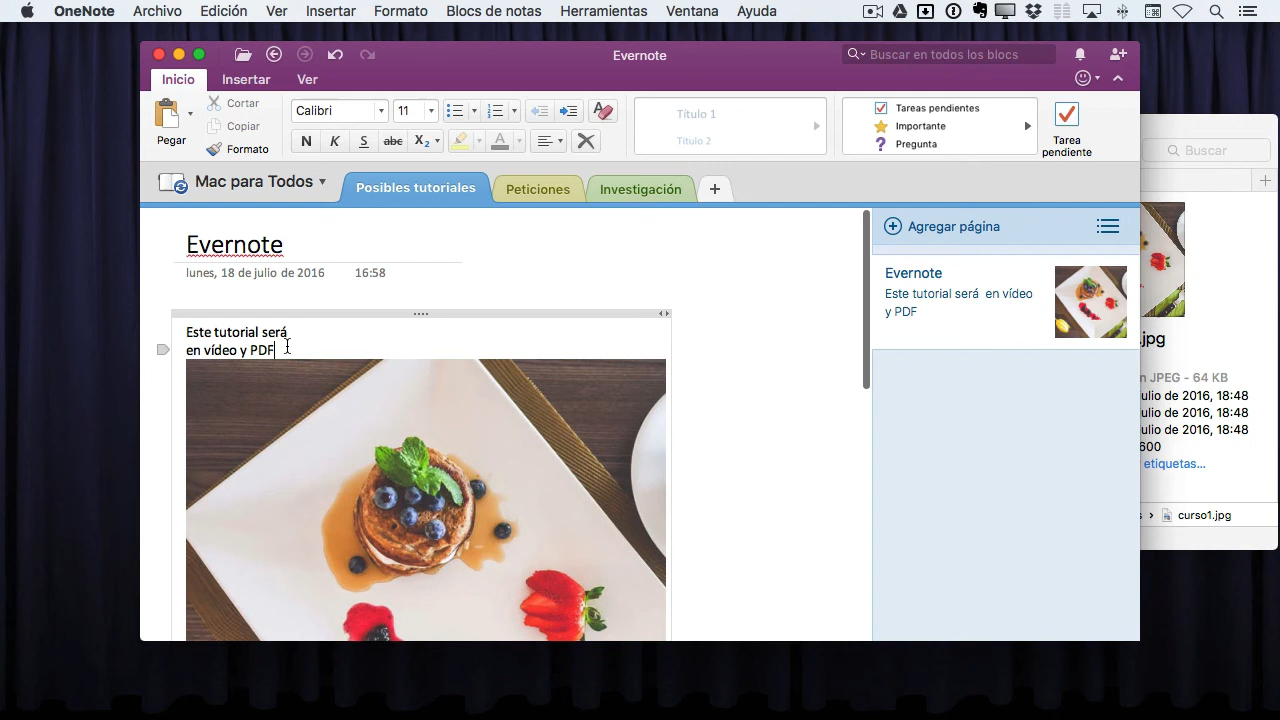 OneNote Archivo Edición Ver Insertar Formato Blocs de notas Herramientas Ventana Ayuda
Evernote
Buscar en todos los blocs
Inicio Insertar Ver
Pegar
Cortar
Copiar
Formato
Calibri 11
N K S abc X2 A
Título 1
Título 2
Tareas pendientes
Importante
? Pregunta
Tarea
pendiente
Mac para Todos
Posibles tutoriales Peticiones Investigación +
Evernote
lunes, 18 de julio de 2016 16:58
Este tutorial será
en vídeo y PDF
Agregar página
Evernote
Este tutorial será en vídeo
y PDF
Buscar
.jpg
n JPEG - 64 KB
ulio de 2016, 18:48
ulio de 2016, 18:48
ulio de 2016, 18:48
600
etiquetas...
s › curso1.jpg